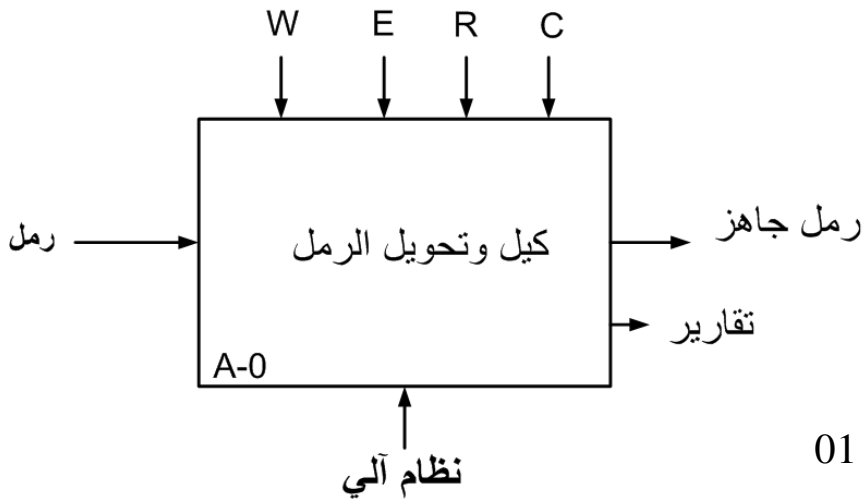 W E R C
رمل
كيل وتحويل الرمل
رمل جاهز
تقارير
A-0
نظام آلي
01